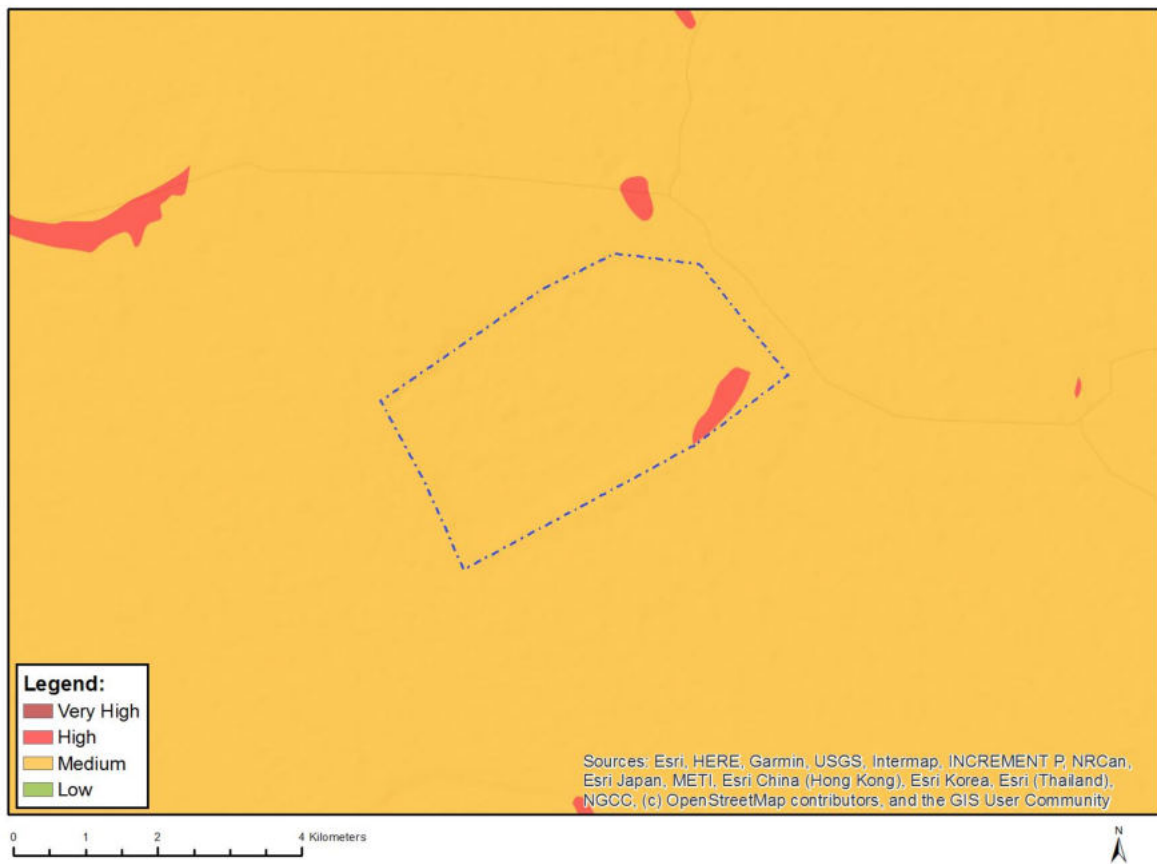 Legend:
Very High
High
Medium
Low
Sources: Esri, HERE, Garmin, USGS, Intermap, INCREMENT P, NRCan,
Esri Japan, METI, Esri China (Hong Kong), Esri Korea, Esri (Thailand),
NGCC, (c) OpenStreetMap contributors, and the GIS User Community
0 1 2 4 Kilometers
N